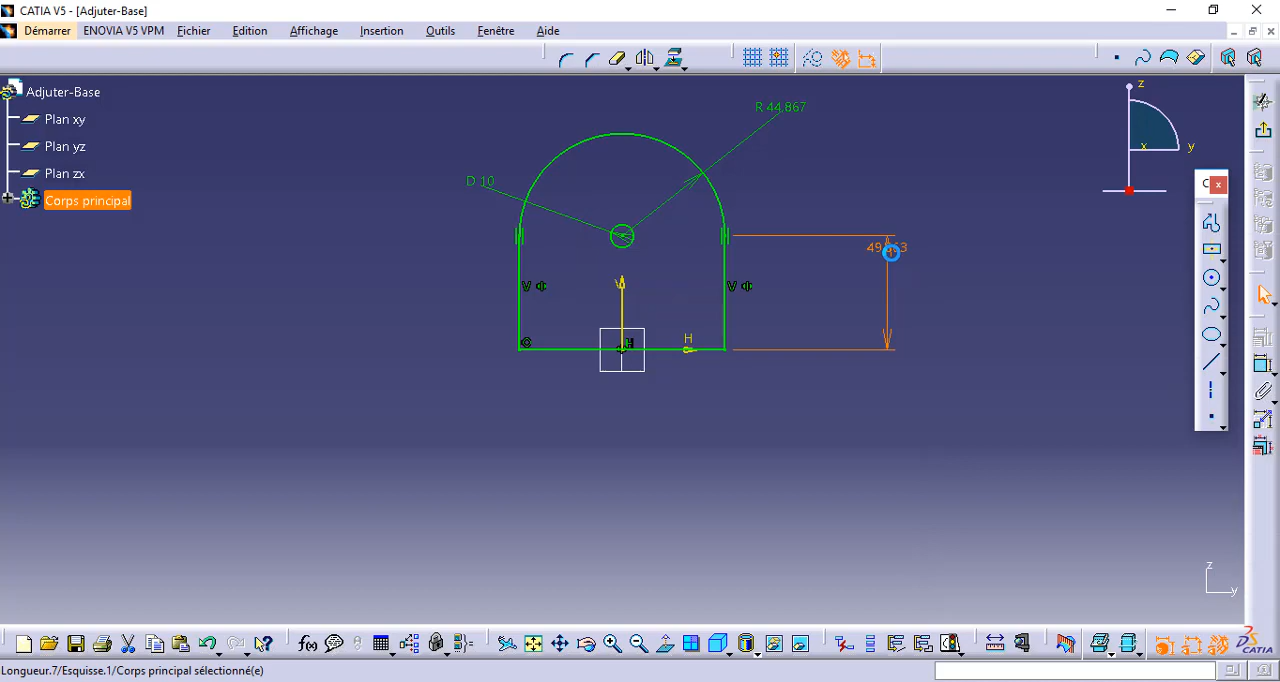 CATIA V5 - [Adjuter-Base]
Démarrer ENOVIA V5 VPM Fichier Edition Affichage Insertion Outils Fenêtre Aide
Adjuter-Base
Plan xy
Plan yz
Plan zx
Corps principal
R 44.867
D 10
V
V
V
H
H
z
x
y
C
z
y
f(x)
CATIA
Longueur.7/Esquisse.1/Corps principal sélectionné(e)